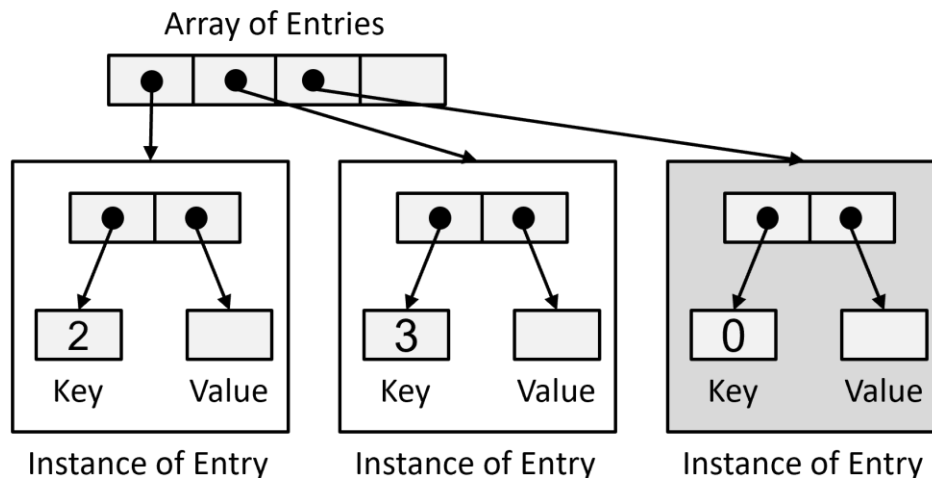 Array of Entries
2 3 0
Key Value Key Value Key Value
Instance of Entry Instance of Entry Instance of Entry